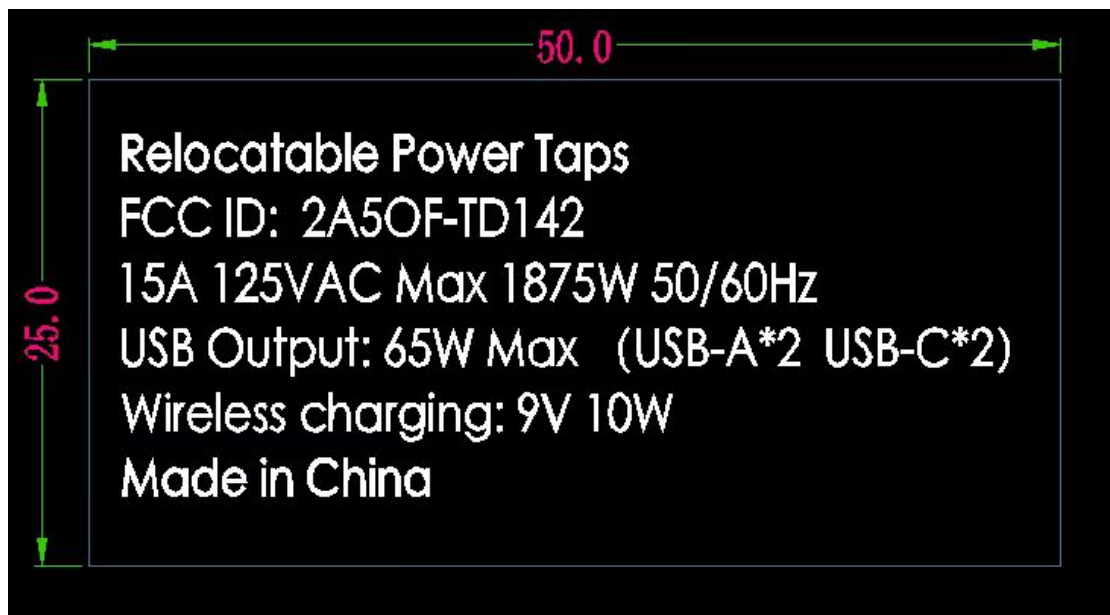 50.0
25.0
Relocatable Power Taps
FCC ID: 2A5OF-TD142
15A 125VAC Max 1875W 50/60Hz
USB Output: 65W Max (USB-A*2 USB-C*2)
Wireless charging: 9V 10W
Made in China